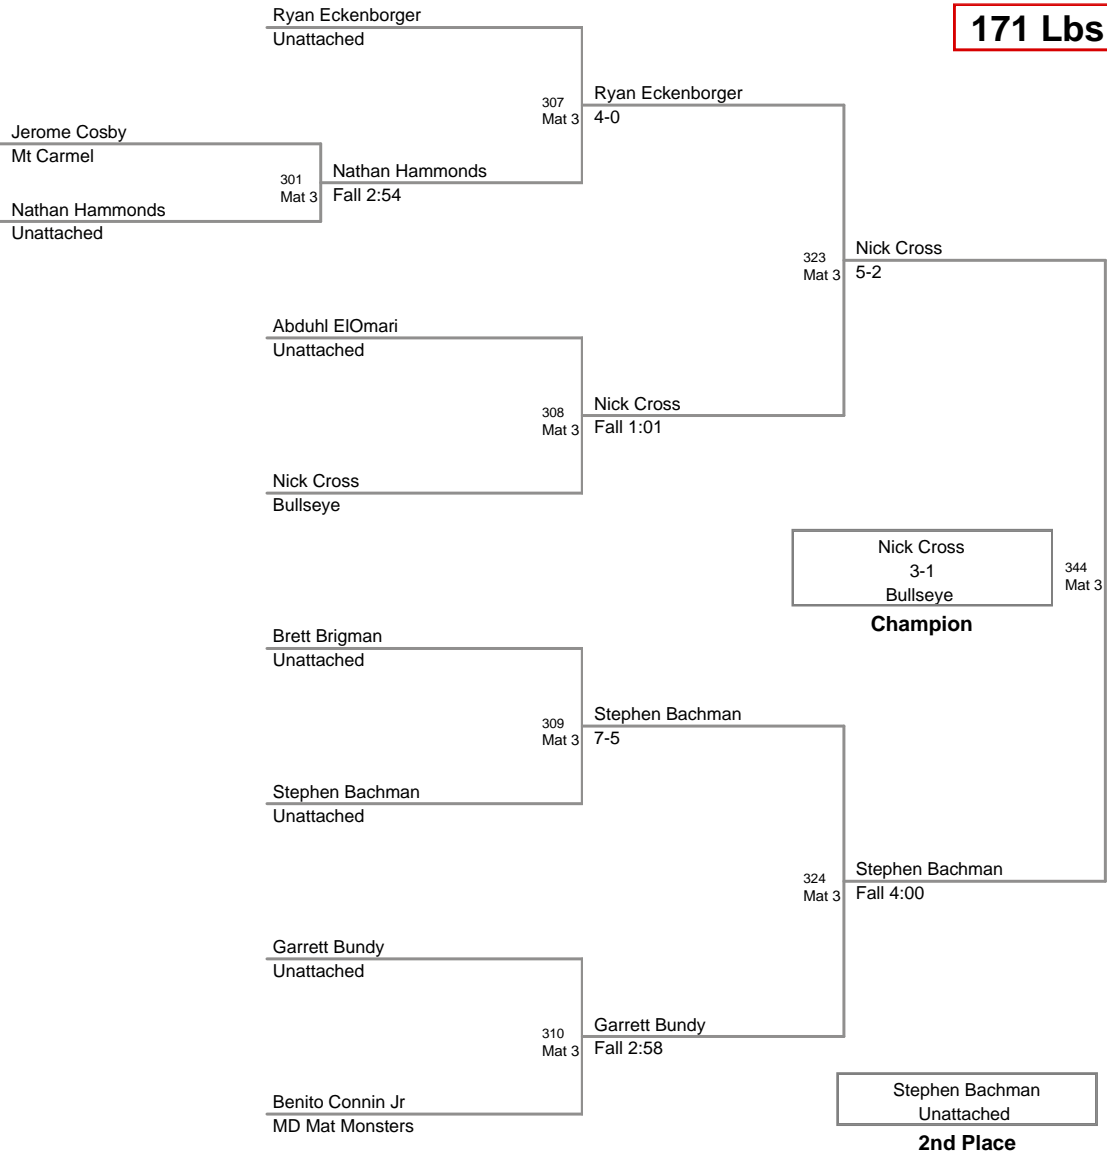 Ryan Eckenborger
Unattached
171 Lbs
307
Mat 3
Ryan Eckenborger
4-0
Jerome Cosby
Mt Carmel
301
Mat 3
Nathan Hammonds
Fall 2:54
Nathan Hammonds
Unattached
323
Mat 3
Nick Cross
5-2
Abduhl ElOmari
Unattached
308
Mat 3
Nick Cross
Fall 1:01
Nick Cross
Bullseye
Nick Cross
3-1
Bullseye
Champion
344
Mat 3
Brett Brigman
Unattached
309
Mat 3
Stephen Bachman
7-5
Stephen Bachman
Unattached
324
Mat 3
Stephen Bachman
Fall 4:00
Garrett Bundy
Unattached
310
Mat 3
Garrett Bundy
Fall 2:58
Benito Connin Jr
MD Mat Monsters
Stephen Bachman
Unattached
2nd Place